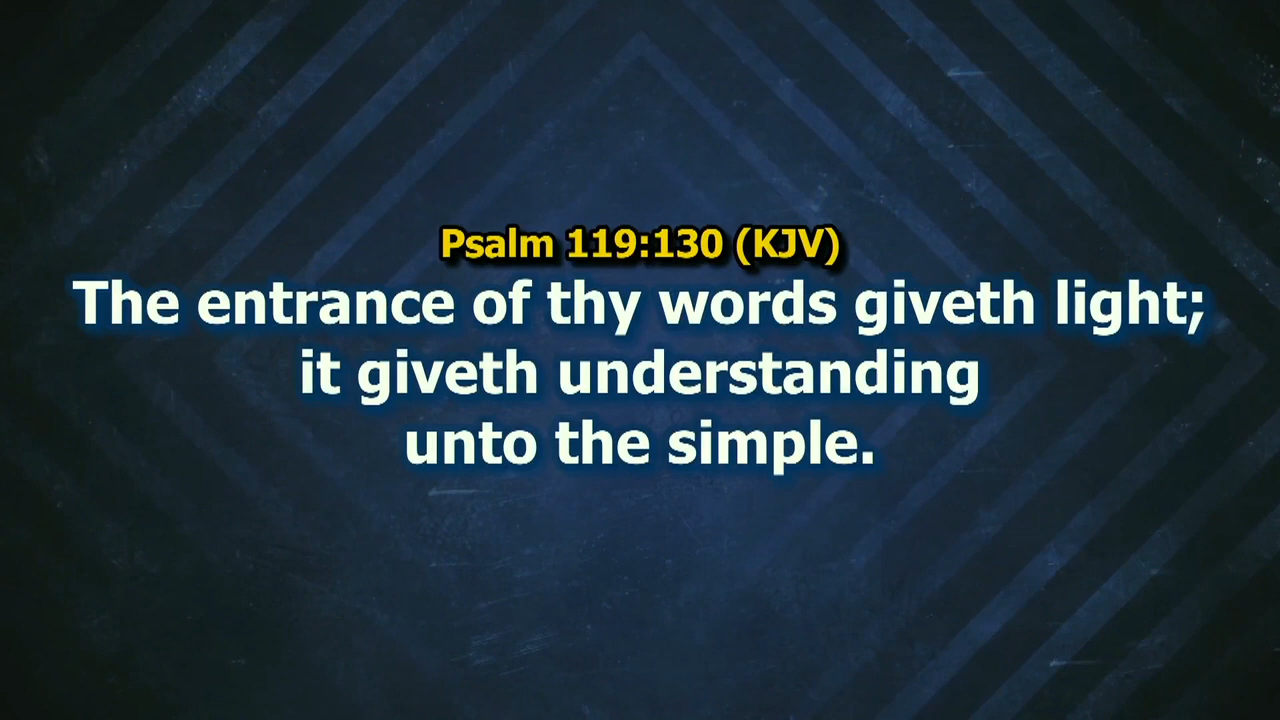 Psalm 119:130 (KJV)
The entrance of thy words giveth light;
it giveth understanding
unto the simple.